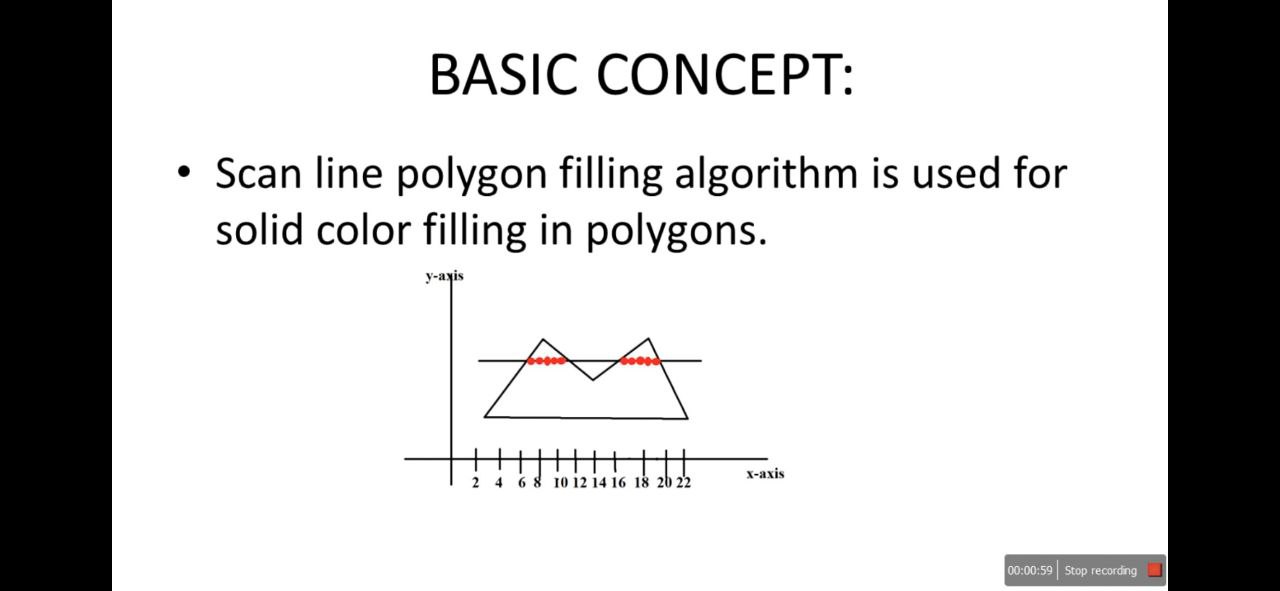 BASIC CONCEPT:
• Scan line polygon filling algorithm is used for
solid color filling in polygons.
y-axis
2 4 6 8 10 12 14 16 18 20 22
x-axis
00:00:59 Stop recording